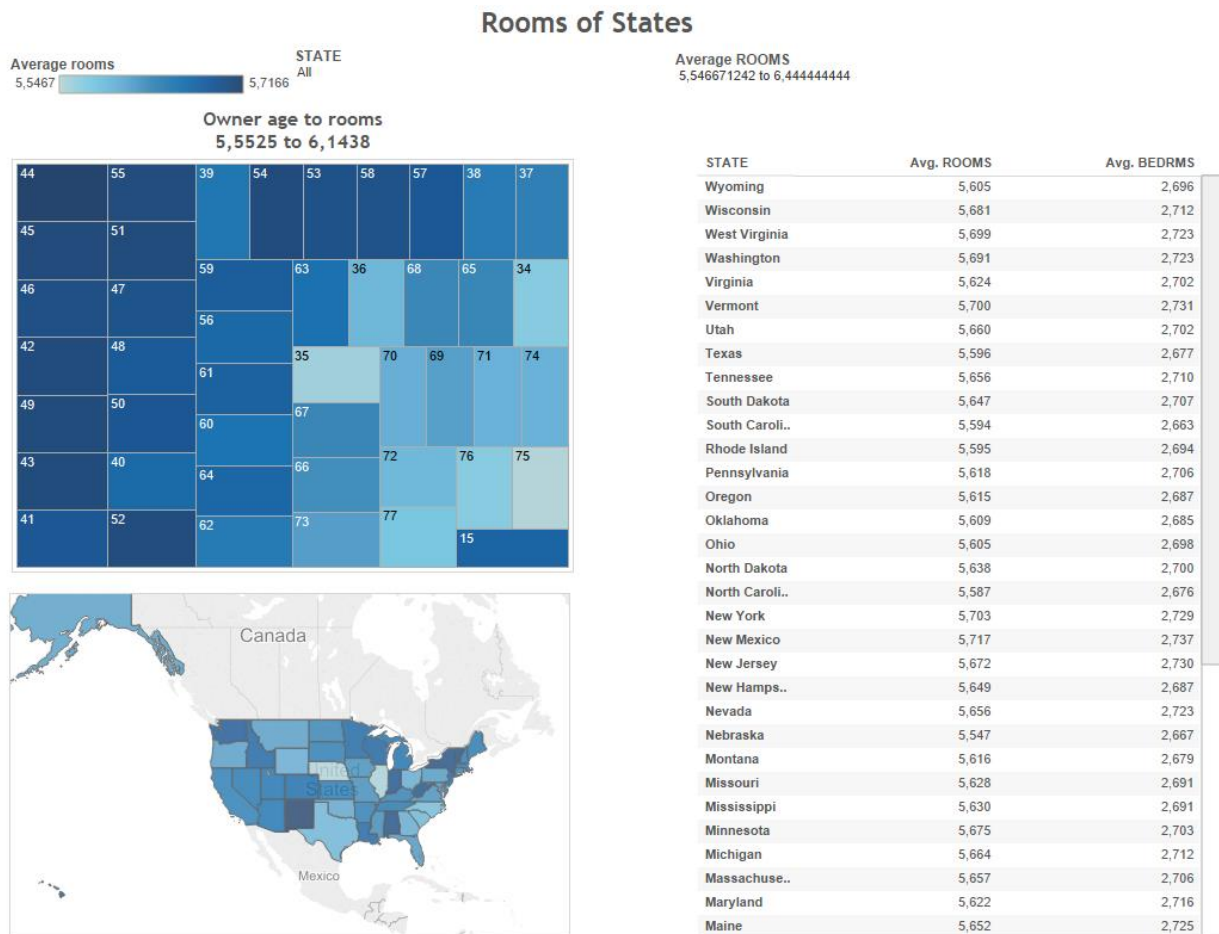 Rooms of States
Average rooms
5,5467 5,7166
STATE
All
Average ROOMS
5,546671242 to 6,444444444
Owner age to rooms
5,5525 to 6,1438
44 55 39 54 53 58 57 38 37
45 51
59 63 36 68 65 34
46 47
56
42 48 35 70 69 71 74
61
49 50 67
60
43 40 66 72 76 75
64
41 52 62 73 77
15
Canada
United
States
Mexico
STATE Avg. ROOMS Avg. BEDRMS
Wyoming 5,605 2,696
Wisconsin 5,681 2,712
West Virginia 5,699 2,723
Washington 5,691 2,723
Virginia 5,624 2,702
Vermont 5,700 2,731
Utah 5,660 2,702
Texas 5,596 2,677
Tennessee 5,656 2,710
South Dakota 5,647 2,707
South Caroli.. 5,594 2,663
Rhode Island 5,595 2,694
Pennsylvania 5,618 2,706
Oregon 5,615 2,687
Oklahoma 5,609 2,685
Ohio 5,605 2,698
North Dakota 5,638 2,700
North Caroli.. 5,587 2,676
New York 5,703 2,729
New Mexico 5,717 2,737
New Jersey 5,672 2,730
New Hamps.. 5,649 2,687
Nevada 5,656 2,723
Nebraska 5,547 2,667
Montana 5,616 2,679
Missouri 5,628 2,691
Mississippi 5,630 2,691
Minnesota 5,675 2,703
Michigan 5,664 2,712
Massachuse.. 5,657 2,706
Maryland 5,622 2,716
Maine 5,652 2,725